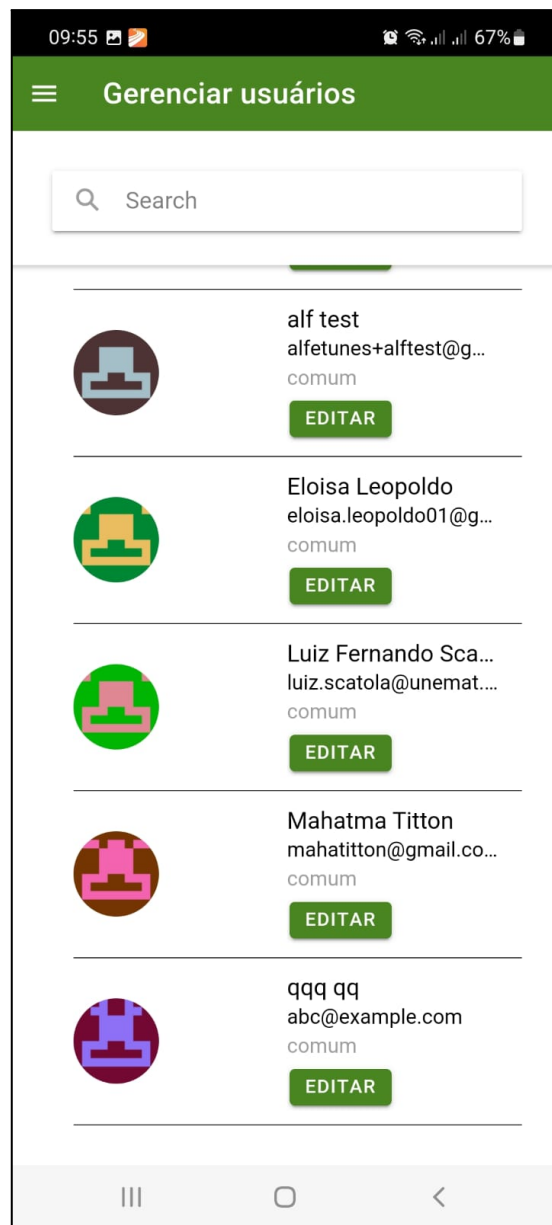 09:55 67%
Gerenciar usuários
Search
alf test
alfetunes+alftest@g...
comum
EDITAR
Eloisa Leopoldo
eloisa.leopoldo01@g...
comum
EDITAR
Luiz Fernando Sca...
luiz.scatola@unemat....
comum
EDITAR
Mahatma Titton
mahatitton@gmail.co...
comum
EDITAR
qqq qq
abc@example.com
comum
EDITAR